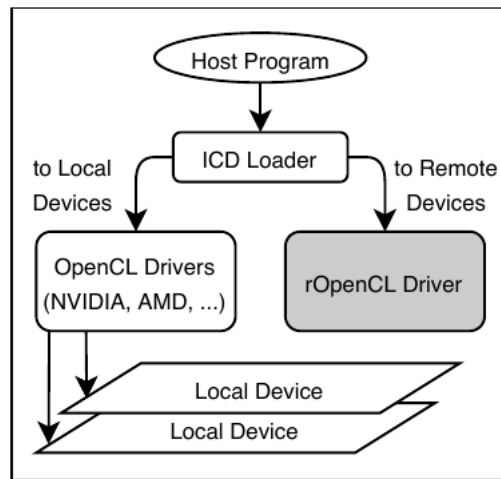 Host Program
ICD Loader
to Local
Devices
to Remote
Devices
OpenCL Drivers
(NVIDIA, AMD, ...)
rOpenCL Driver
Local Device
Local Device